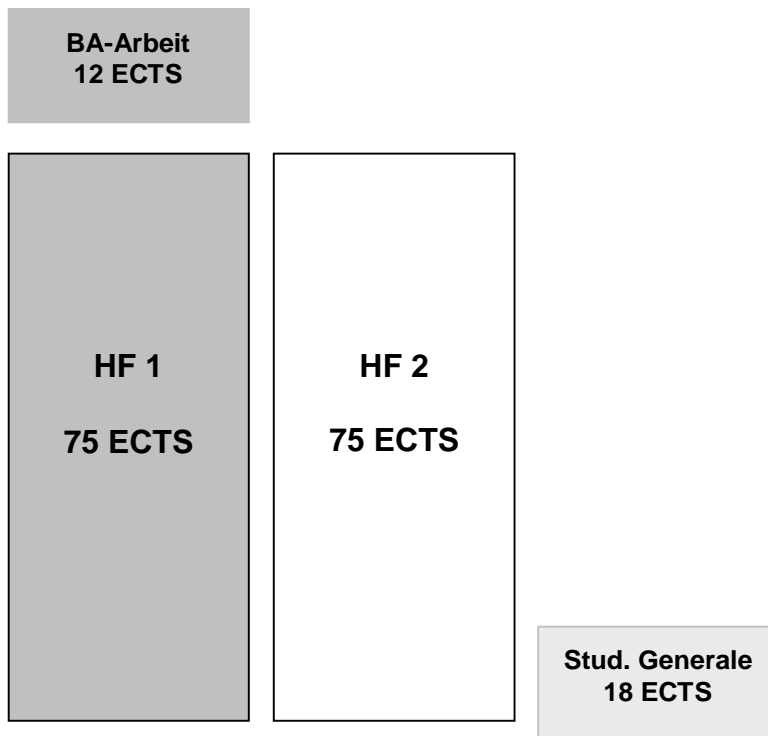 BA-Arbeit
12 ECTS
HF 1
75 ECTS
HF 2
75 ECTS
Stud. Generale
18 ECTS